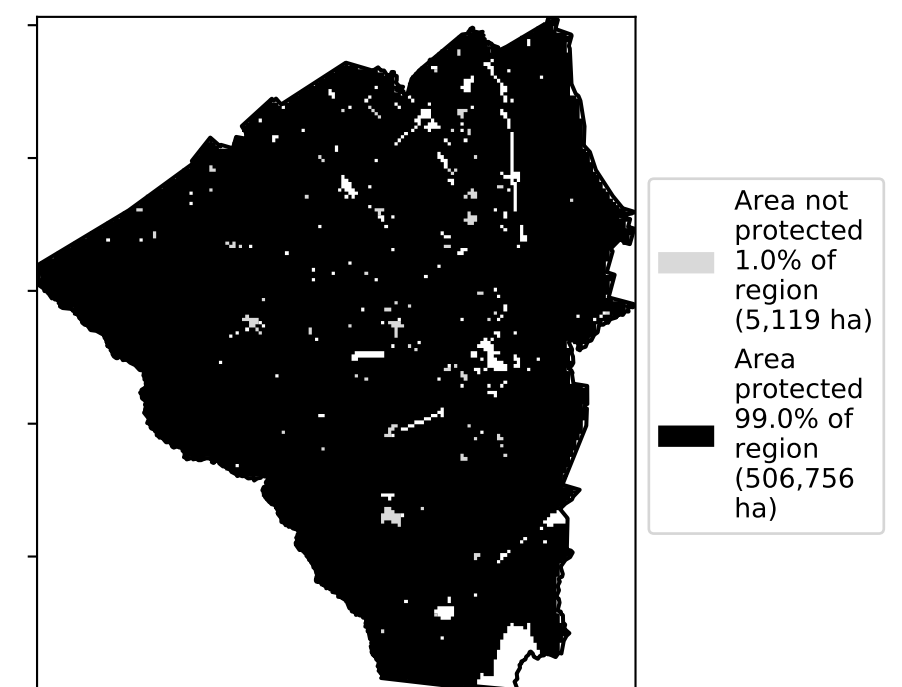 Area not
protected
1.0% of
region
(5,119 ha)
Area
protected
99.0% of
region
(506,756
ha)